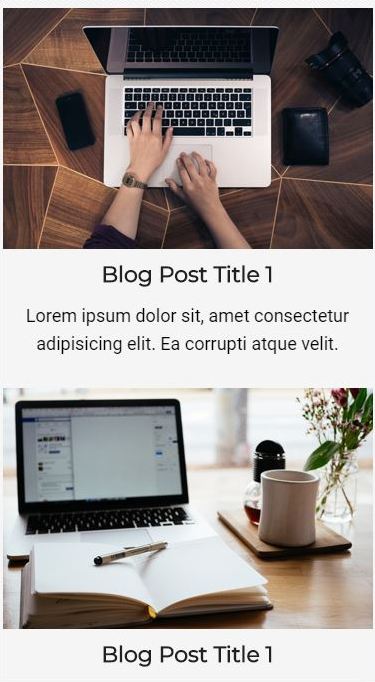 Blog Post Title 1
Lorem ipsum dolor sit, amet consectetur
adipisicing elit. Ea corrupti atque velit.
Blog Post Title 1